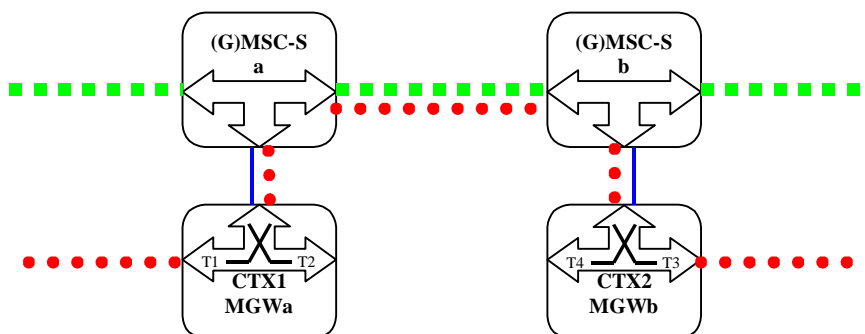 (G)MSC-S
a
(G)MSC-S
b
T1
T2
CTX1
MGWa
T4
T3
CTX2
MGWb